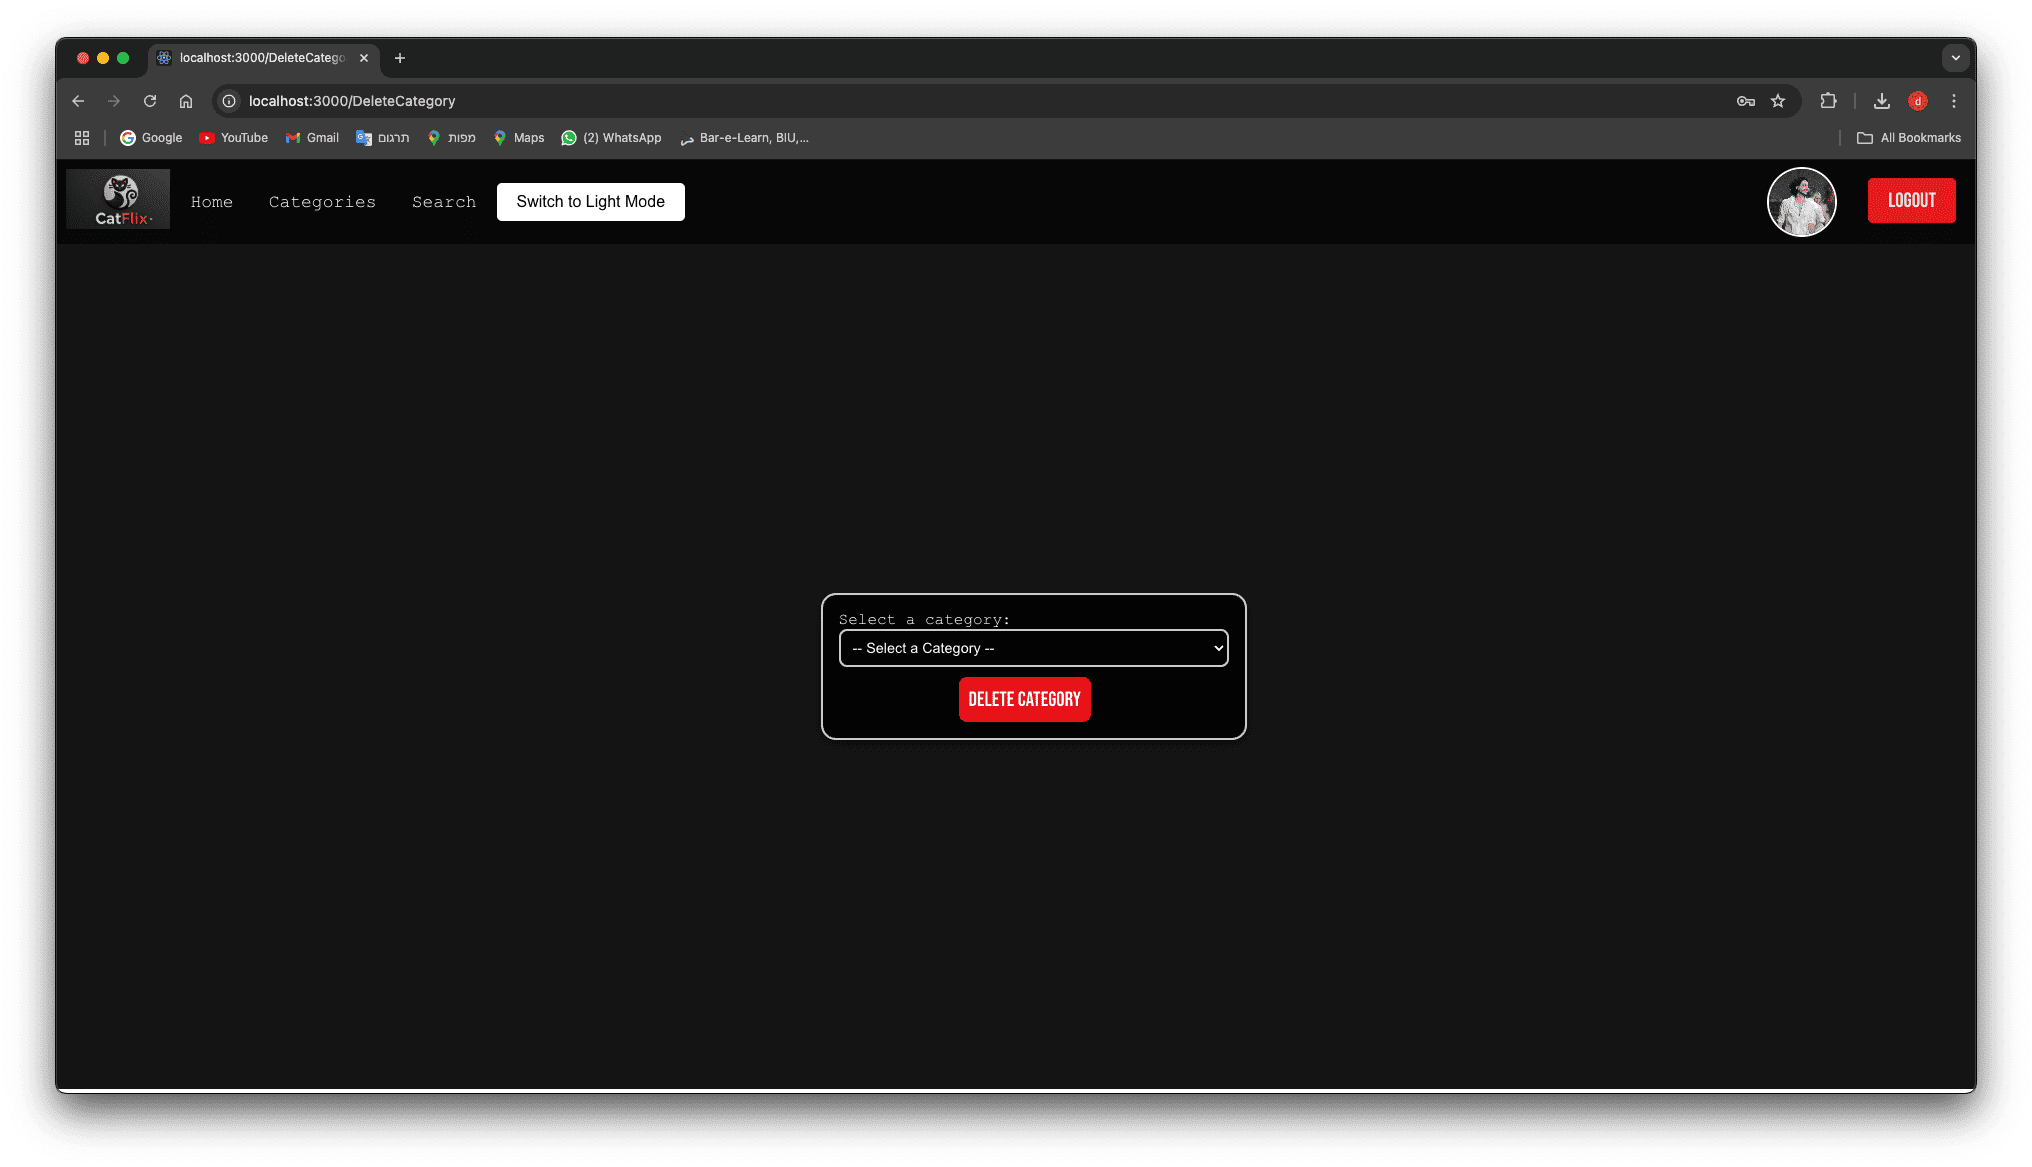 localhost:3000/DeleteCatego
localhost:3000/DeleteCategory
d
Google
YouTube
Gmail
תרגום
מפות
Maps
(2) WhatsApp
Bar-e-Learn, BIU,...
All Bookmarks
CatFlix
Home
Categories
Search
Switch to Light Mode
LOGOUT
Select a category:
-- Select a Category --
DELETE CATEGORY